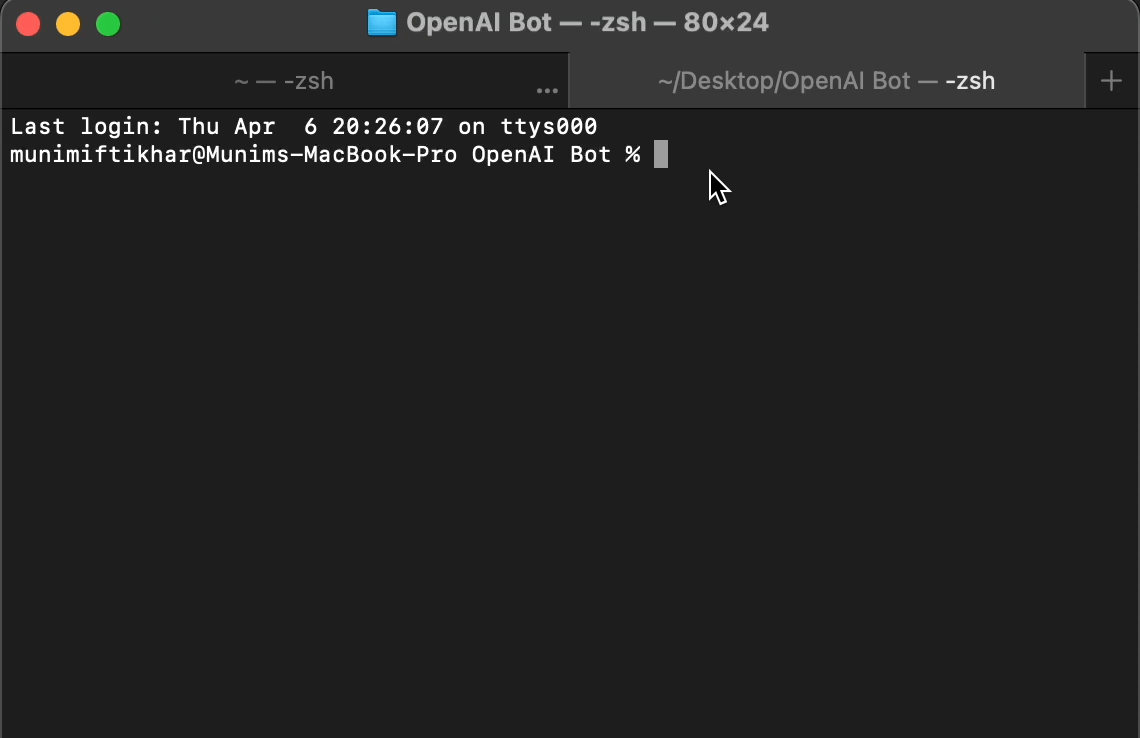 OpenAI Bot — -zsh — 80×24
~ — -zsh
...
~/Desktop/OpenAI Bot — -zsh
+
Last login: Thu Apr  6 20:26:07 on ttys000
munimiftikhar@Munims-MacBook-Pro OpenAI Bot %